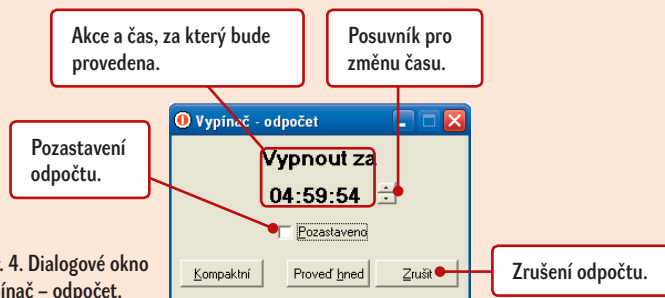 Akce a čas, za který bude
provedena.
Posuvník pro
změnu času.
Vypínač - odpočet
Pozastavení
odpočtu.
Vypnout za
04:59:54
Pozastaveno
4. Dialogové okno
– odpočet.
Kompaktní
Proveď hned
Zrušit
Zrušení odpočtu.